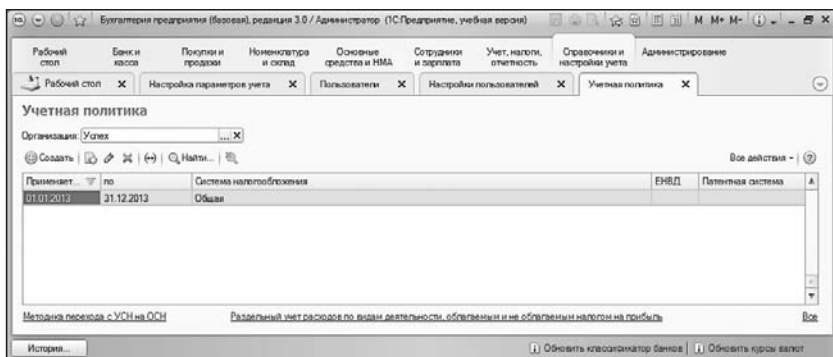 Бухгалтерия предприятия (базовая), редакция 3.0 / Администратор (1С:Предприятие, учебная версия) M M+ M-
Рабочий стол Банк и касса Покупки и продажи Номенклатура и склад Основные средства и НМА Сотрудники и зарплата Учет, налоги, отчетность Справочники и настройки учета Администрирование
Рабочий стол Настройка параметров учета Пользователи Настройки пользователей Учетная политика
Учетная политика
Организация: Успех ...
Создать Найти... Все действия
Применяет... по Система налогообложения ЕНВД Патентная система
01.01.2013 31.12.2013 Общая
Методика перехода с УСН на ОСН Раздельный учет расходов по видам деятельности, облагаемым и не облагаемым налогом на прибыль Все
История... Обновить классификатор банков Обновить курсы валют